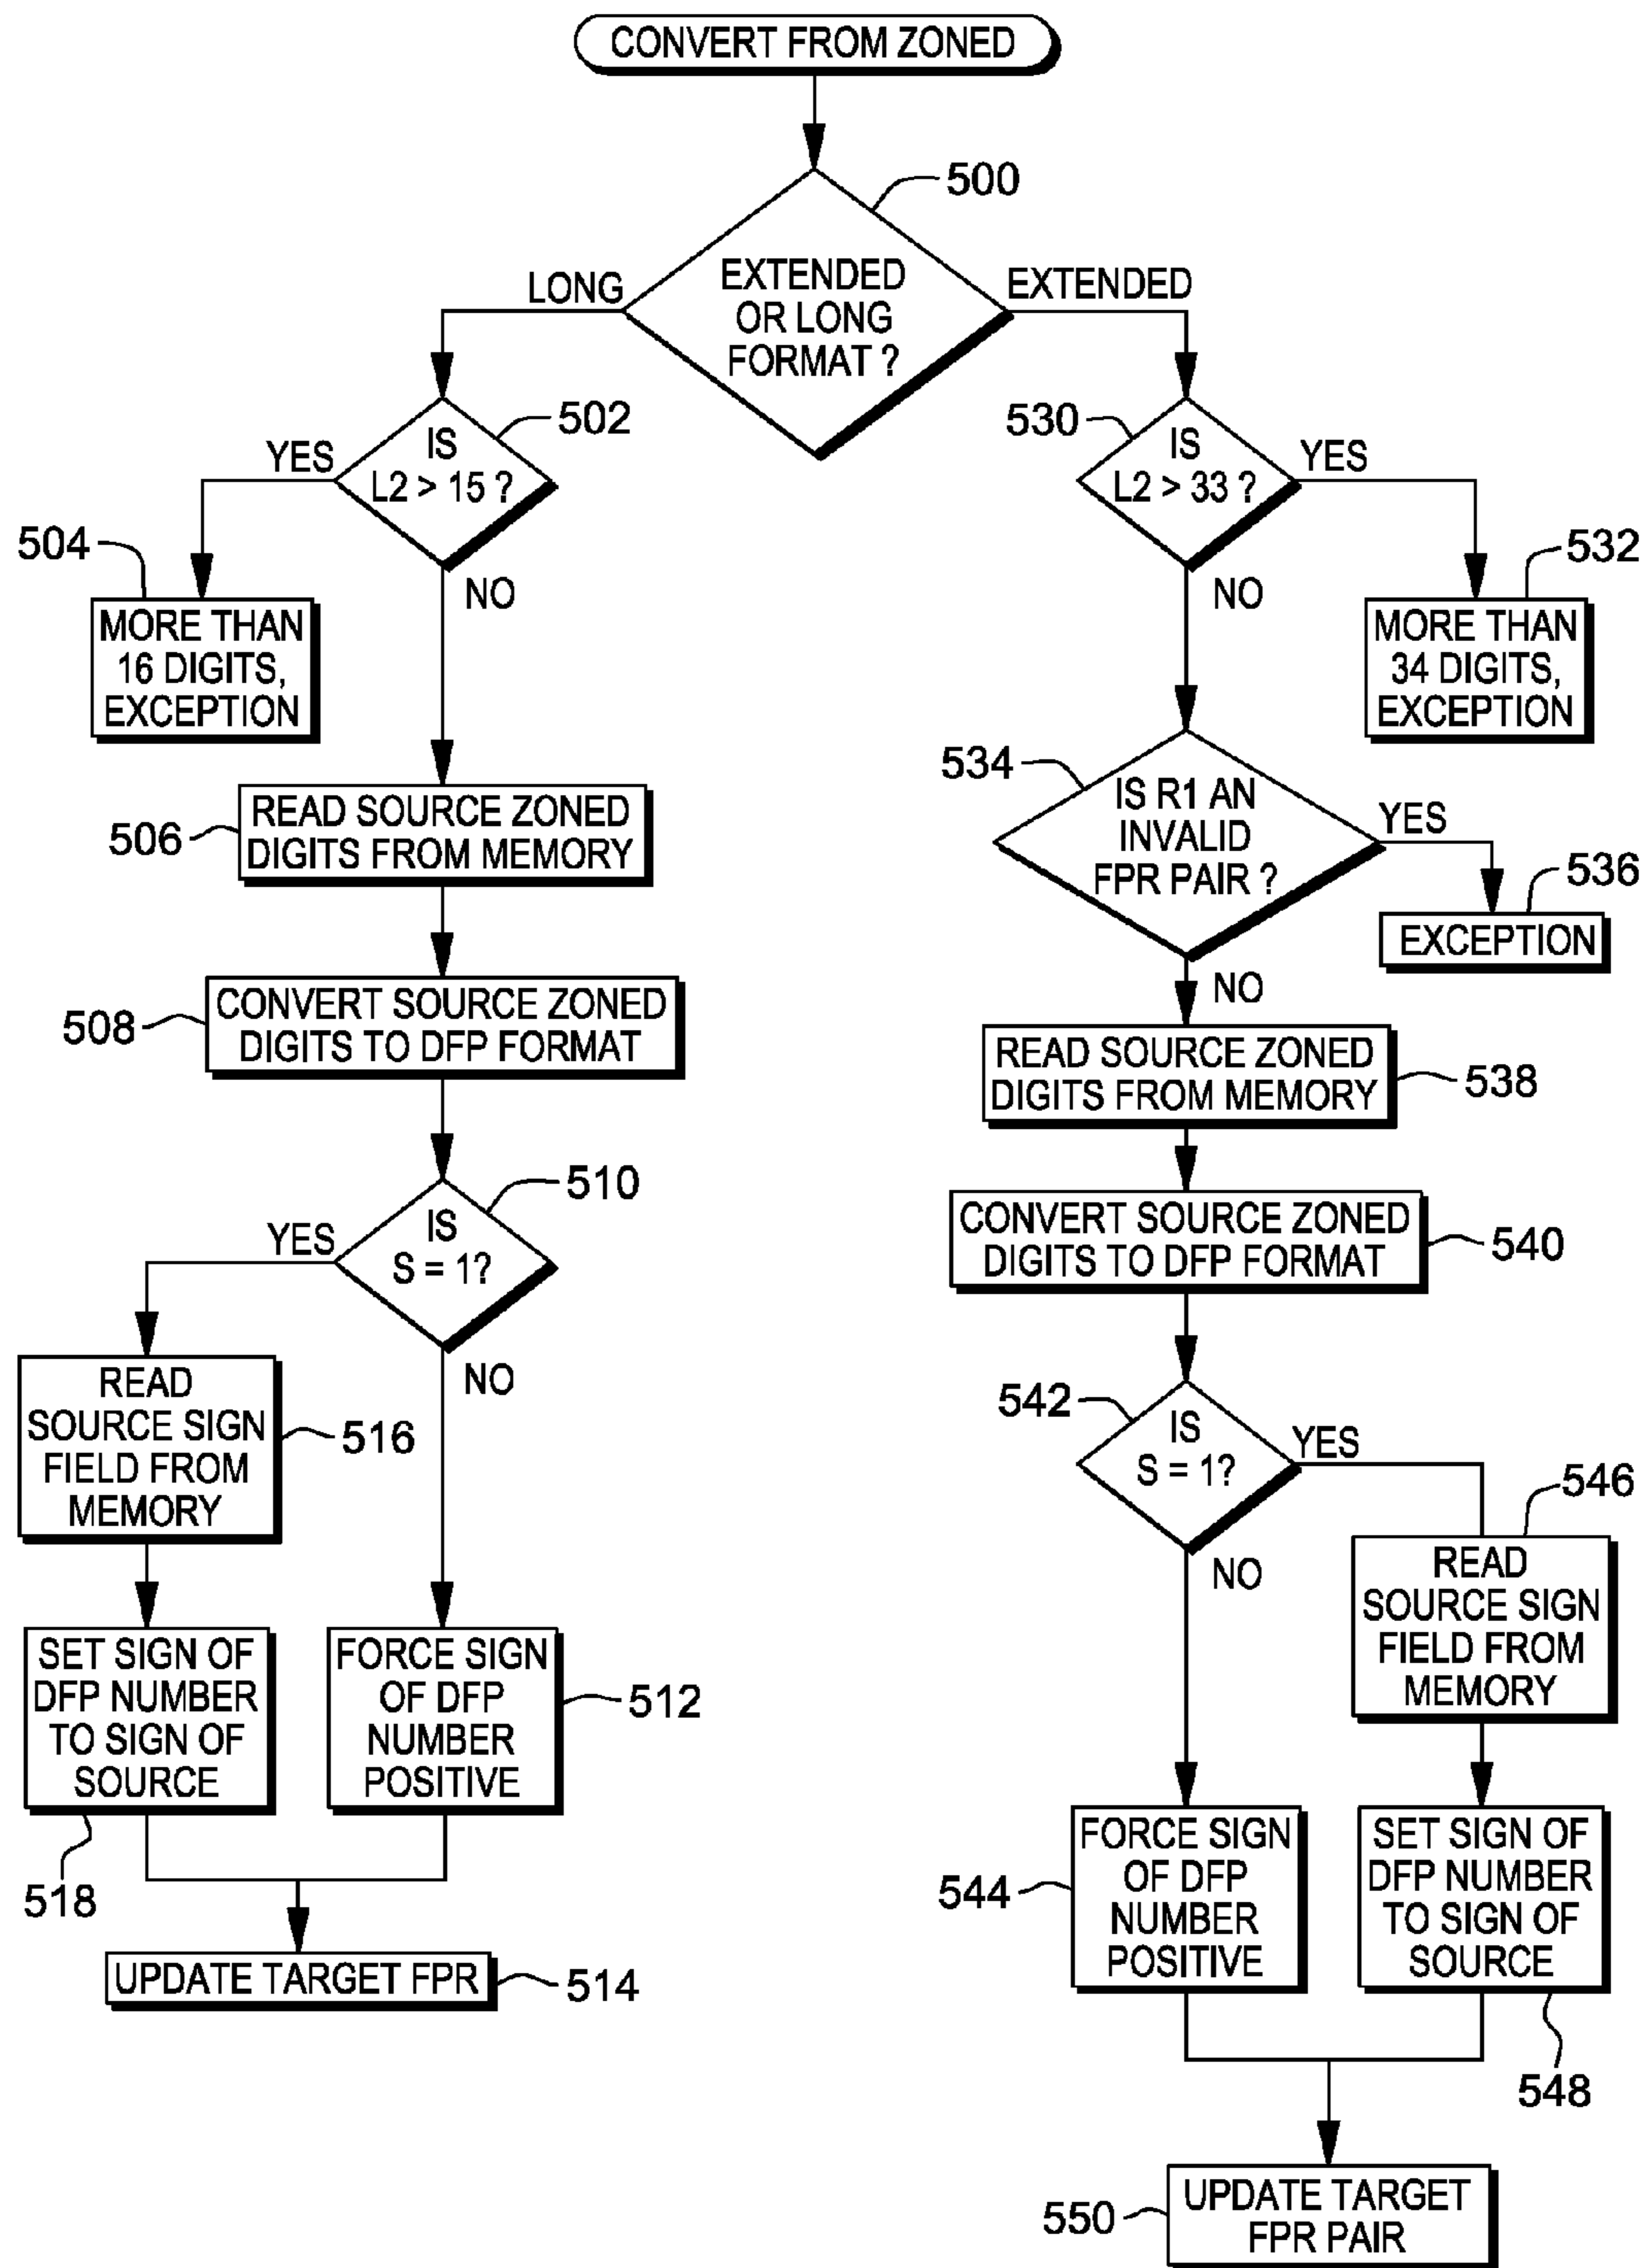 CONVERT FROM ZONED
500
EXTENDED
OR LONG
FORMAT ?
LONG
EXTENDED
502
IS
L2 > 15 ?
YES
NO
504
MORE THAN
16 DIGITS,
EXCEPTION
506
READ SOURCE ZONED
DIGITS FROM MEMORY
508
CONVERT SOURCE ZONED
DIGITS TO DFP FORMAT
510
IS
S = 1?
YES
NO
READ
SOURCE SIGN
FIELD FROM
MEMORY
516
SET SIGN OF
DFP NUMBER
TO SIGN OF
SOURCE
518
FORCE SIGN
OF DFP
NUMBER
POSITIVE
512
UPDATE TARGET FPR
514
530
IS
L2 > 33 ?
YES
NO
532
MORE THAN
34 DIGITS,
EXCEPTION
534
IS R1 AN
INVALID
FPR PAIR ?
YES
NO
536
EXCEPTION
READ SOURCE ZONED
DIGITS FROM MEMORY
538
CONVERT SOURCE ZONED
DIGITS TO DFP FORMAT
540
542
IS
S = 1?
YES
NO
546
READ
SOURCE SIGN
FIELD FROM
MEMORY
544
FORCE SIGN
OF DFP
NUMBER
POSITIVE
SET SIGN OF
DFP NUMBER
TO SIGN OF
SOURCE
548
550
UPDATE TARGET
FPR PAIR